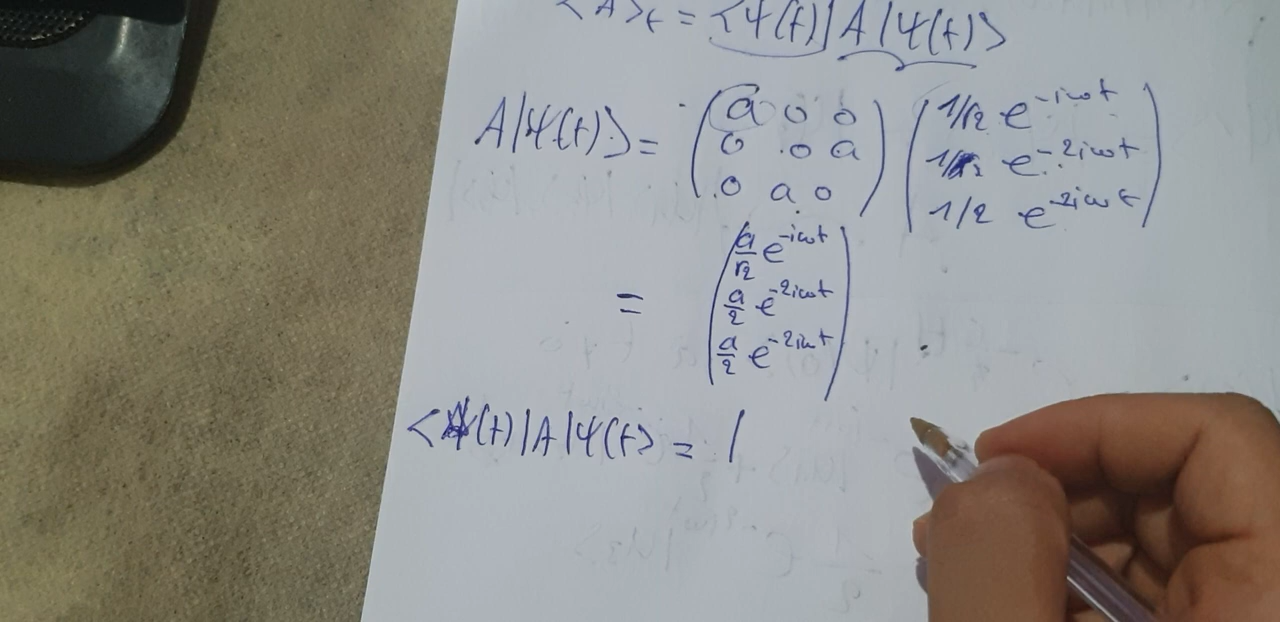 <A>t = <Ψ(t)|A|Ψ(t)>
A|Ψ(t)> = (a 0 0) (1/√2 e^-iωt)
(0 0 a) (1/2 e^-2iωt)
(0 a 0) (1/2 e^-2iωt)
= (a/√2 e^-iωt)
(a/2 e^-2iωt)
(a/2 e^-2iωt)
<Ψ(t)|A|Ψ(t)> = (